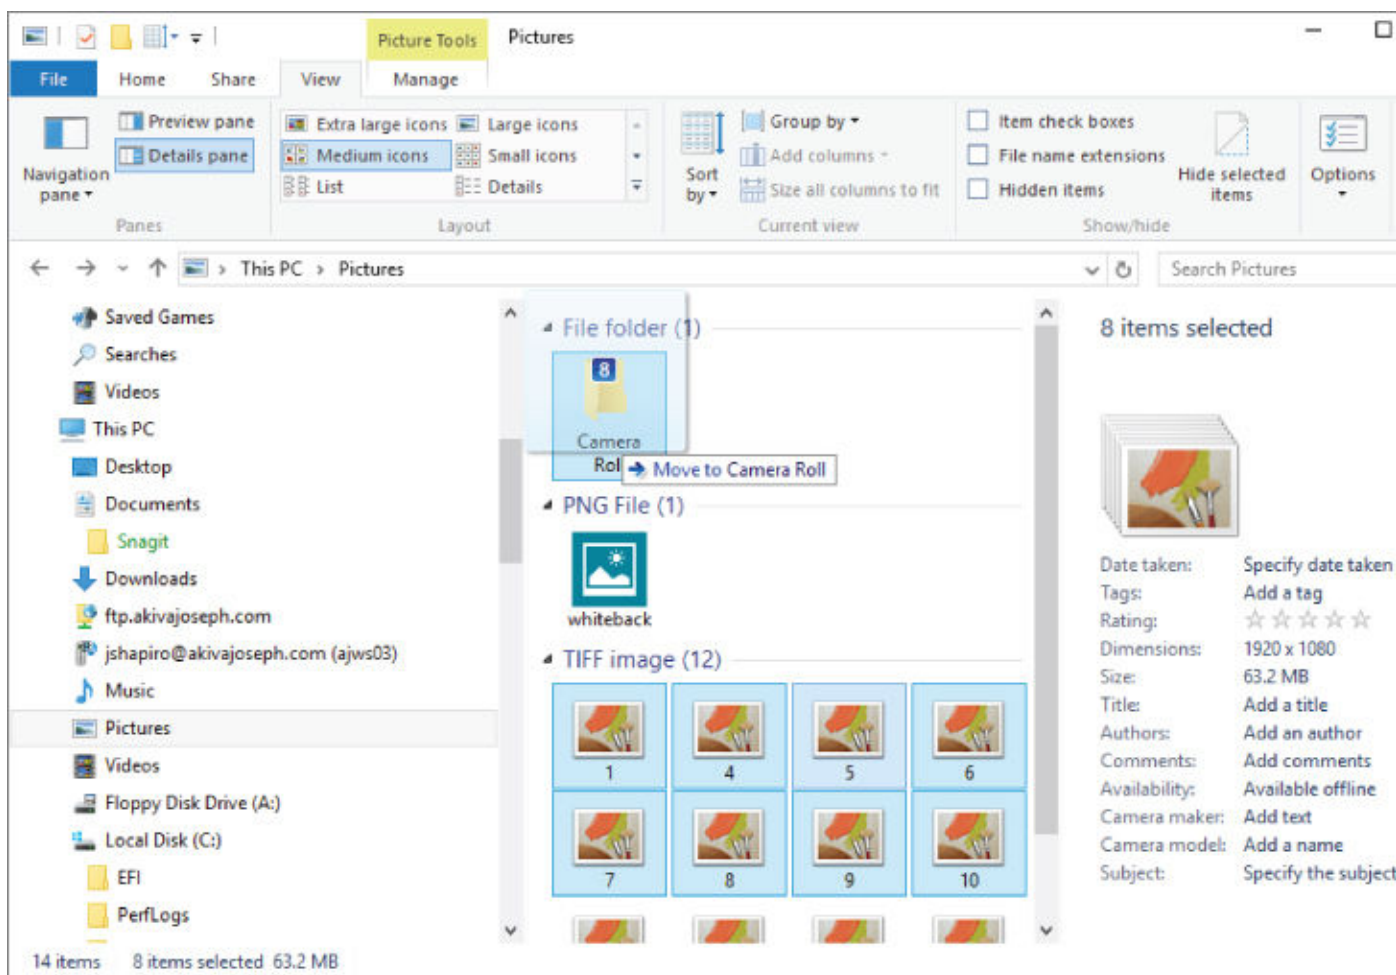 Picture Tools Pictures
File Home Share View Manage
Navigation pane
Preview pane
Details pane
Panes
Extra large icons Large icons
Medium icons Small icons
List Details
Layout
Sort by
Group by
Add columns
Size all columns to fit
Current view
Item check boxes
File name extensions
Hidden items
Hide selected items
Show/hide
Options
This PC Pictures
Search Pictures
Saved Games
Searches
Videos
This PC
Desktop
Documents
Snagit
Downloads
ftp.akivajoseph.com
jshapiro@akivajoseph.com (ajws03)
Music
Pictures
Videos
Floppy Disk Drive (A:)
Local Disk (C:)
EFI
PerfLogs
File folder (1)
8
Camera
Rol
Move to Camera Roll
PNG File (1)
whiteback
TIFF image (12)
1 4 5 6
7 8 9 10
8 items selected
Date taken: Specify date taken
Tags: Add a tag
Rating:
Dimensions: 1920 x 1080
Size: 63.2 MB
Title: Add a title
Authors: Add an author
Comments: Add comments
Availability: Available offline
Camera maker: Add text
Camera model: Add a name
Subject: Specify the subject
14 items 8 items selected 63.2 MB